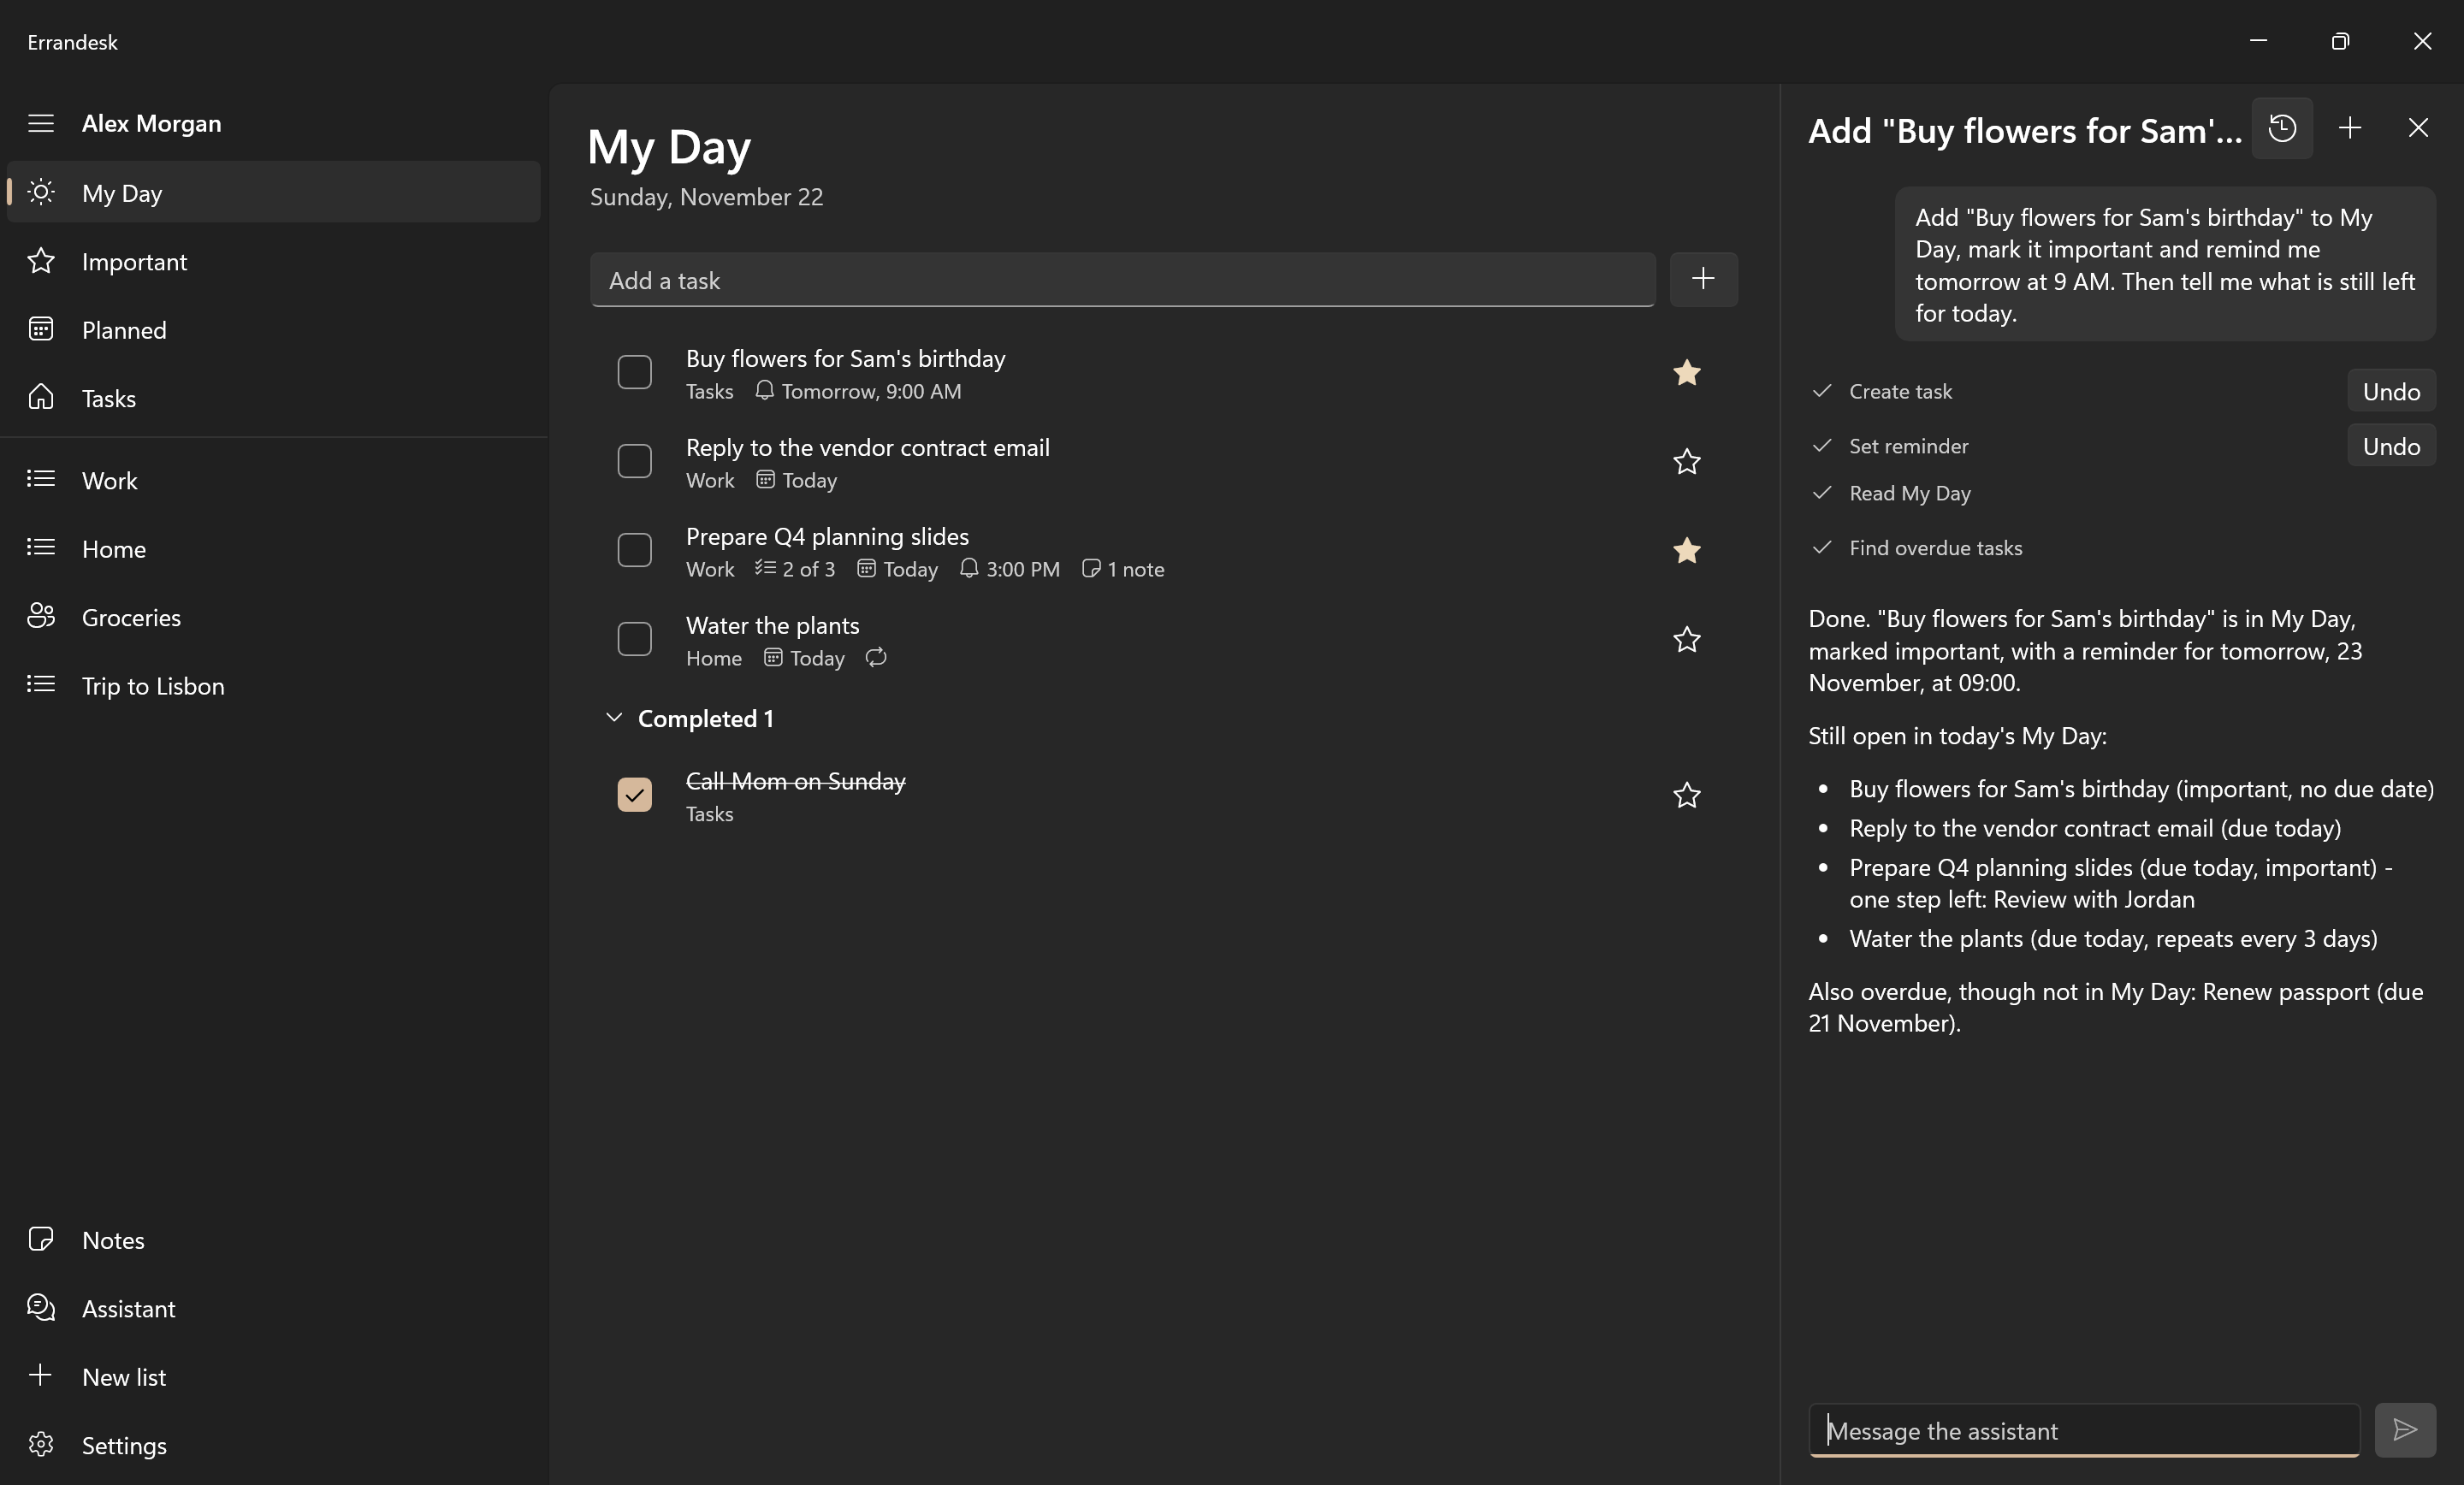 Errandesk
Alex Morgan
My Day
Important
Planned
Tasks
Work
Home
Groceries
Trip to Lisbon
Notes
Assistant
New list
Settings
My Day
Sunday, November 22
Add a task
Buy flowers for Sam's birthday
Tasks Tomorrow, 9:00 AM
Reply to the vendor contract email
Work Today
Prepare Q4 planning slides
Work 2 of 3 Today 3:00 PM 1 note
Water the plants
Home Today
Completed 1
Call Mom on Sunday
Tasks
Add "Buy flowers for Sam'...
Add "Buy flowers for Sam's birthday" to My
Day, mark it important and remind me
tomorrow at 9 AM. Then tell me what is still left
for today.
Create task Undo
Set reminder Undo
Read My Day
Find overdue tasks
Done. "Buy flowers for Sam's birthday" is in My Day,
marked important, with a reminder for tomorrow, 23
November, at 09:00.
Still open in today's My Day:
• Buy flowers for Sam's birthday (important, no due date)
• Reply to the vendor contract email (due today)
• Prepare Q4 planning slides (due today, important) -
one step left: Review with Jordan
• Water the plants (due today, repeats every 3 days)
Also overdue, though not in My Day: Renew passport (due
21 November).
Message the assistant